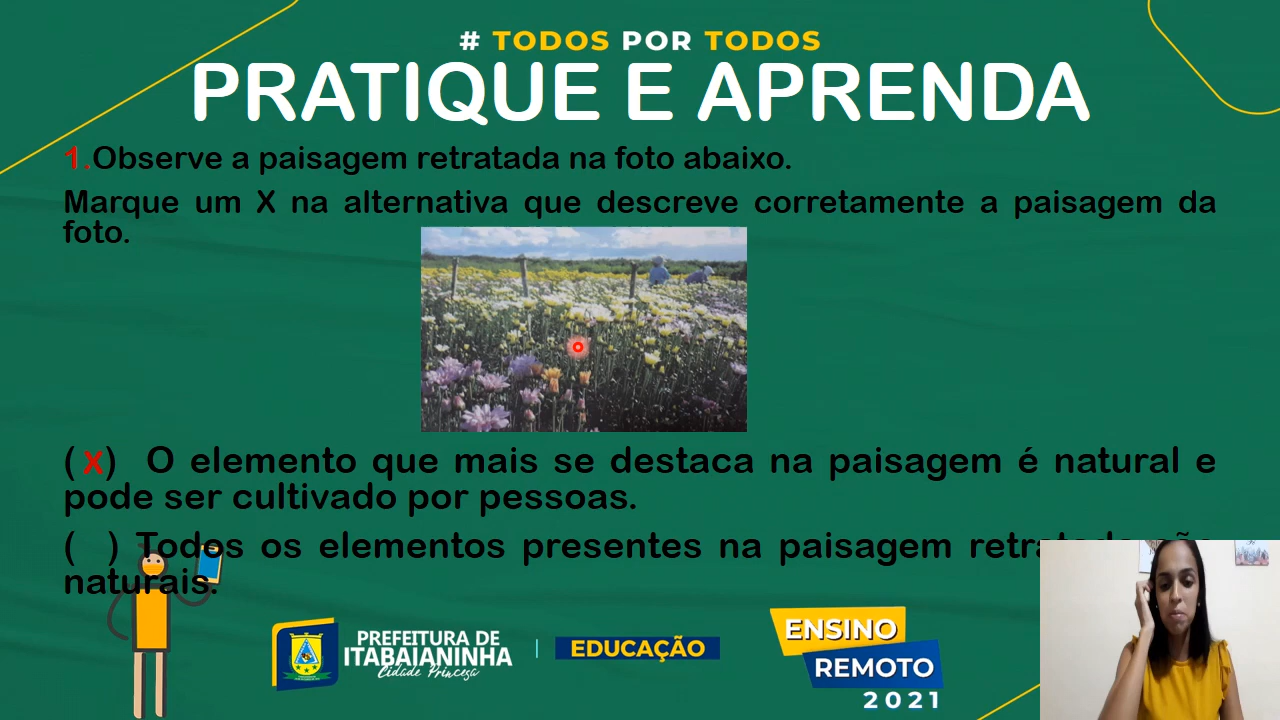 # TODOS POR TODOS
PRATIQUE E APRENDA
1.Observe a paisagem retratada na foto abaixo.
Marque um X na alternativa que descreve corretamente a paisagem da
foto.
( x) O elemento que mais se destaca na paisagem é natural e
pode ser cultivado por pessoas.
( ) Todos os elementos presentes na paisagem
naturais.
PREFEITURA DE
ITABAIANINHA
Cidade Princesa
EDUCAÇÃO
ENSINO
REMOTO
2021